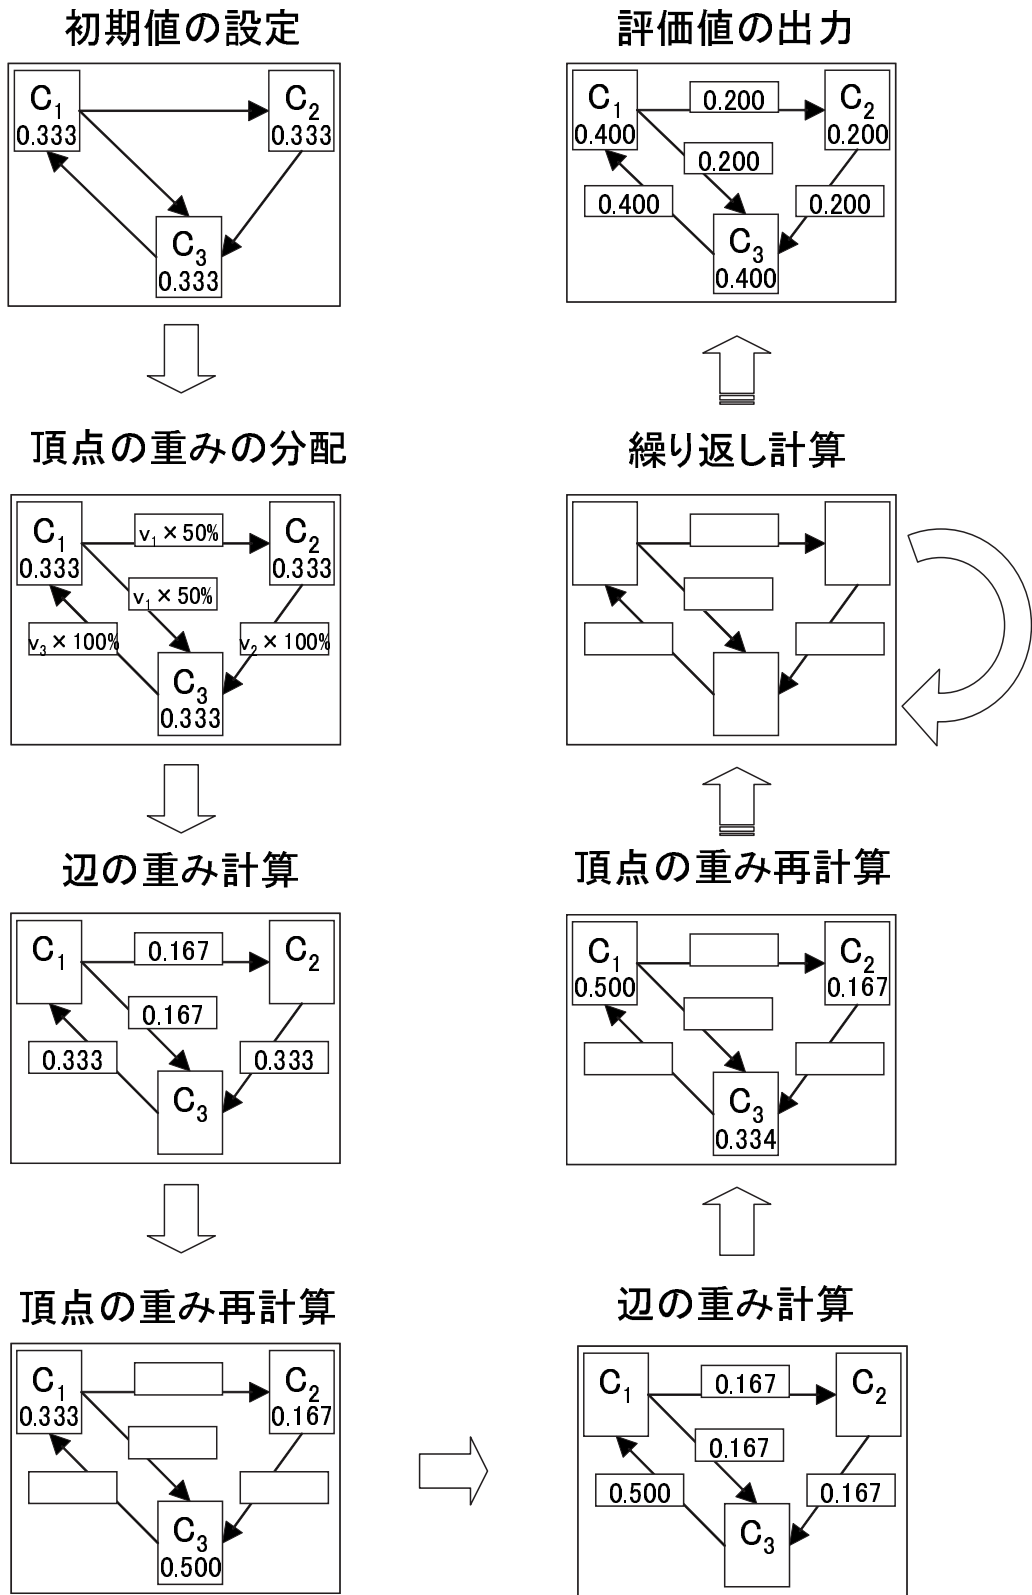 初期値の設定
C1
0.333
C2
0.333
C3
0.333
頂点の重みの分配
C1
0.333
v1 × 50%
C2
0.333
v1 × 50%
v3 × 100%
v2 × 100%
C3
0.333
辺の重み計算
C1
0.167
C2
0.167
0.333
0.333
C3
頂点の重み再計算
C1
0.333
C2
0.167
C3
0.500
辺の重み計算
C1
0.167
C2
0.167
0.500
0.167
C3
頂点の重み再計算
C1
0.500
C2
0.167
C3
0.334
繰り返し計算
評価値の出力
C1
0.400
0.200
C2
0.200
0.200
0.400
0.200
C3
0.400